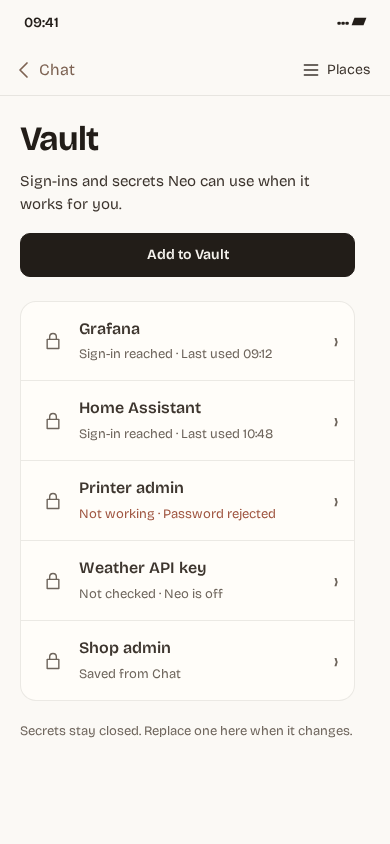 09:41
Chat
Places
Vault
Sign-ins and secrets Neo can use when it
works for you.
Add to Vault
Grafana
Sign-in reached · Last used 09:12
Home Assistant
Sign-in reached · Last used 10:48
Printer admin
Not working · Password rejected
Weather API key
Not checked · Neo is off
Shop admin
Saved from Chat
Secrets stay closed. Replace one here when it changes.